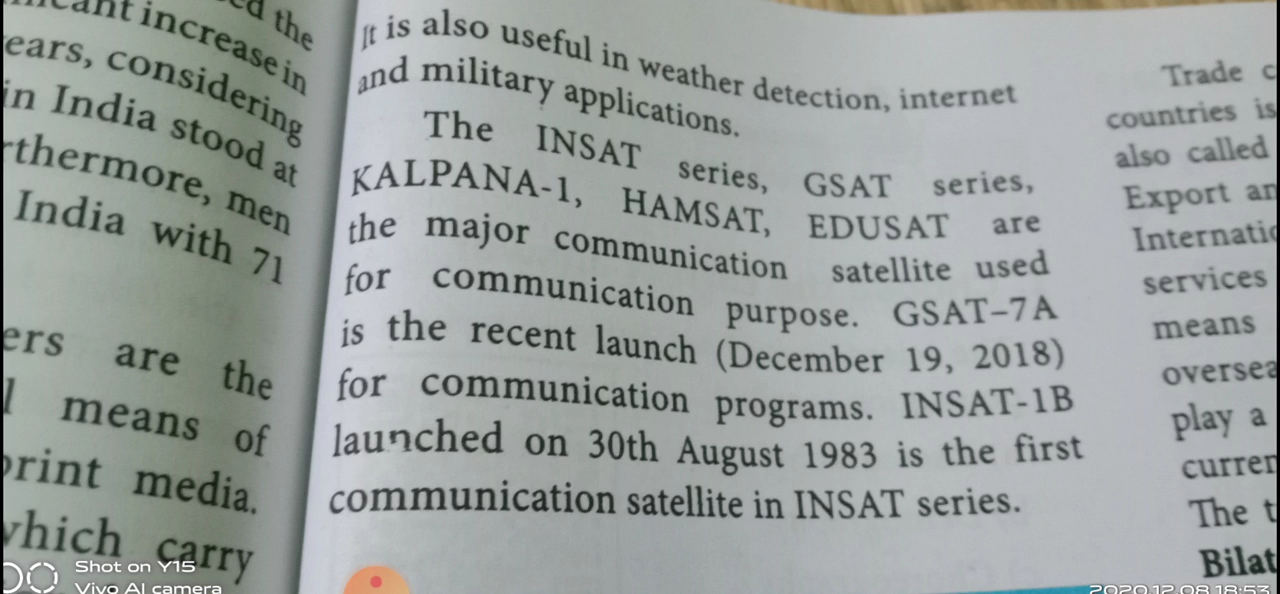 ed the
increase in
ears, considering
in India stood at
rthermore, men
India with 71
ers are the
l means of
print media.
which carry
It is also useful in weather detection, internet
and military applications.
The INSAT series, GSAT series,
KALPANA-1, HAMSAT, EDUSAT are
the major communication satellite used
for communication purpose. GSAT-7A
is the recent launch (December 19, 2018)
for communication programs. INSAT-1B
launched on 30th August 1983 is the first
communication satellite in INSAT series.
Trade c
countries is
also called
Export an
Internatio
services
means
oversea
play a
curren
The t
Bilat
Shot on Y15
Vivo AI camera
2020.12.08 18:53